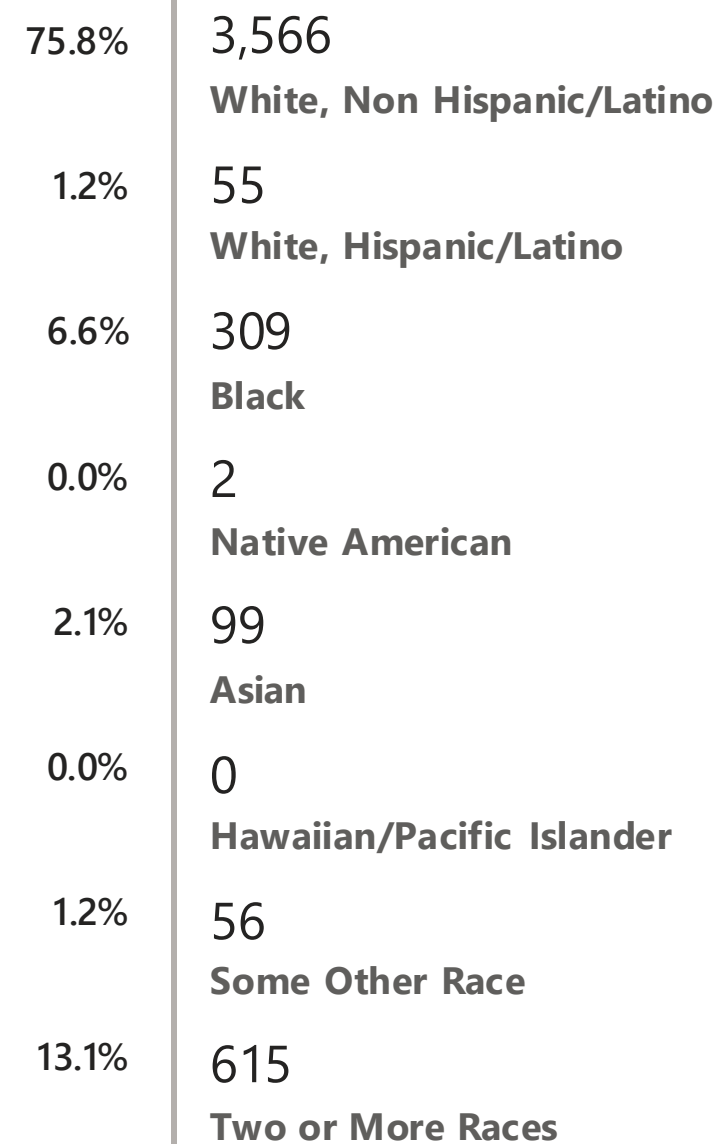 75.8% 3,566
White, Non Hispanic/Latino
1.2% 55
White, Hispanic/Latino
6.6% 309
Black
0.0% 2
Native American
2.1% 99
Asian
0.0% 0
Hawaiian/Pacific Islander
1.2% 56
Some Other Race
13.1% 615
Two or More Races